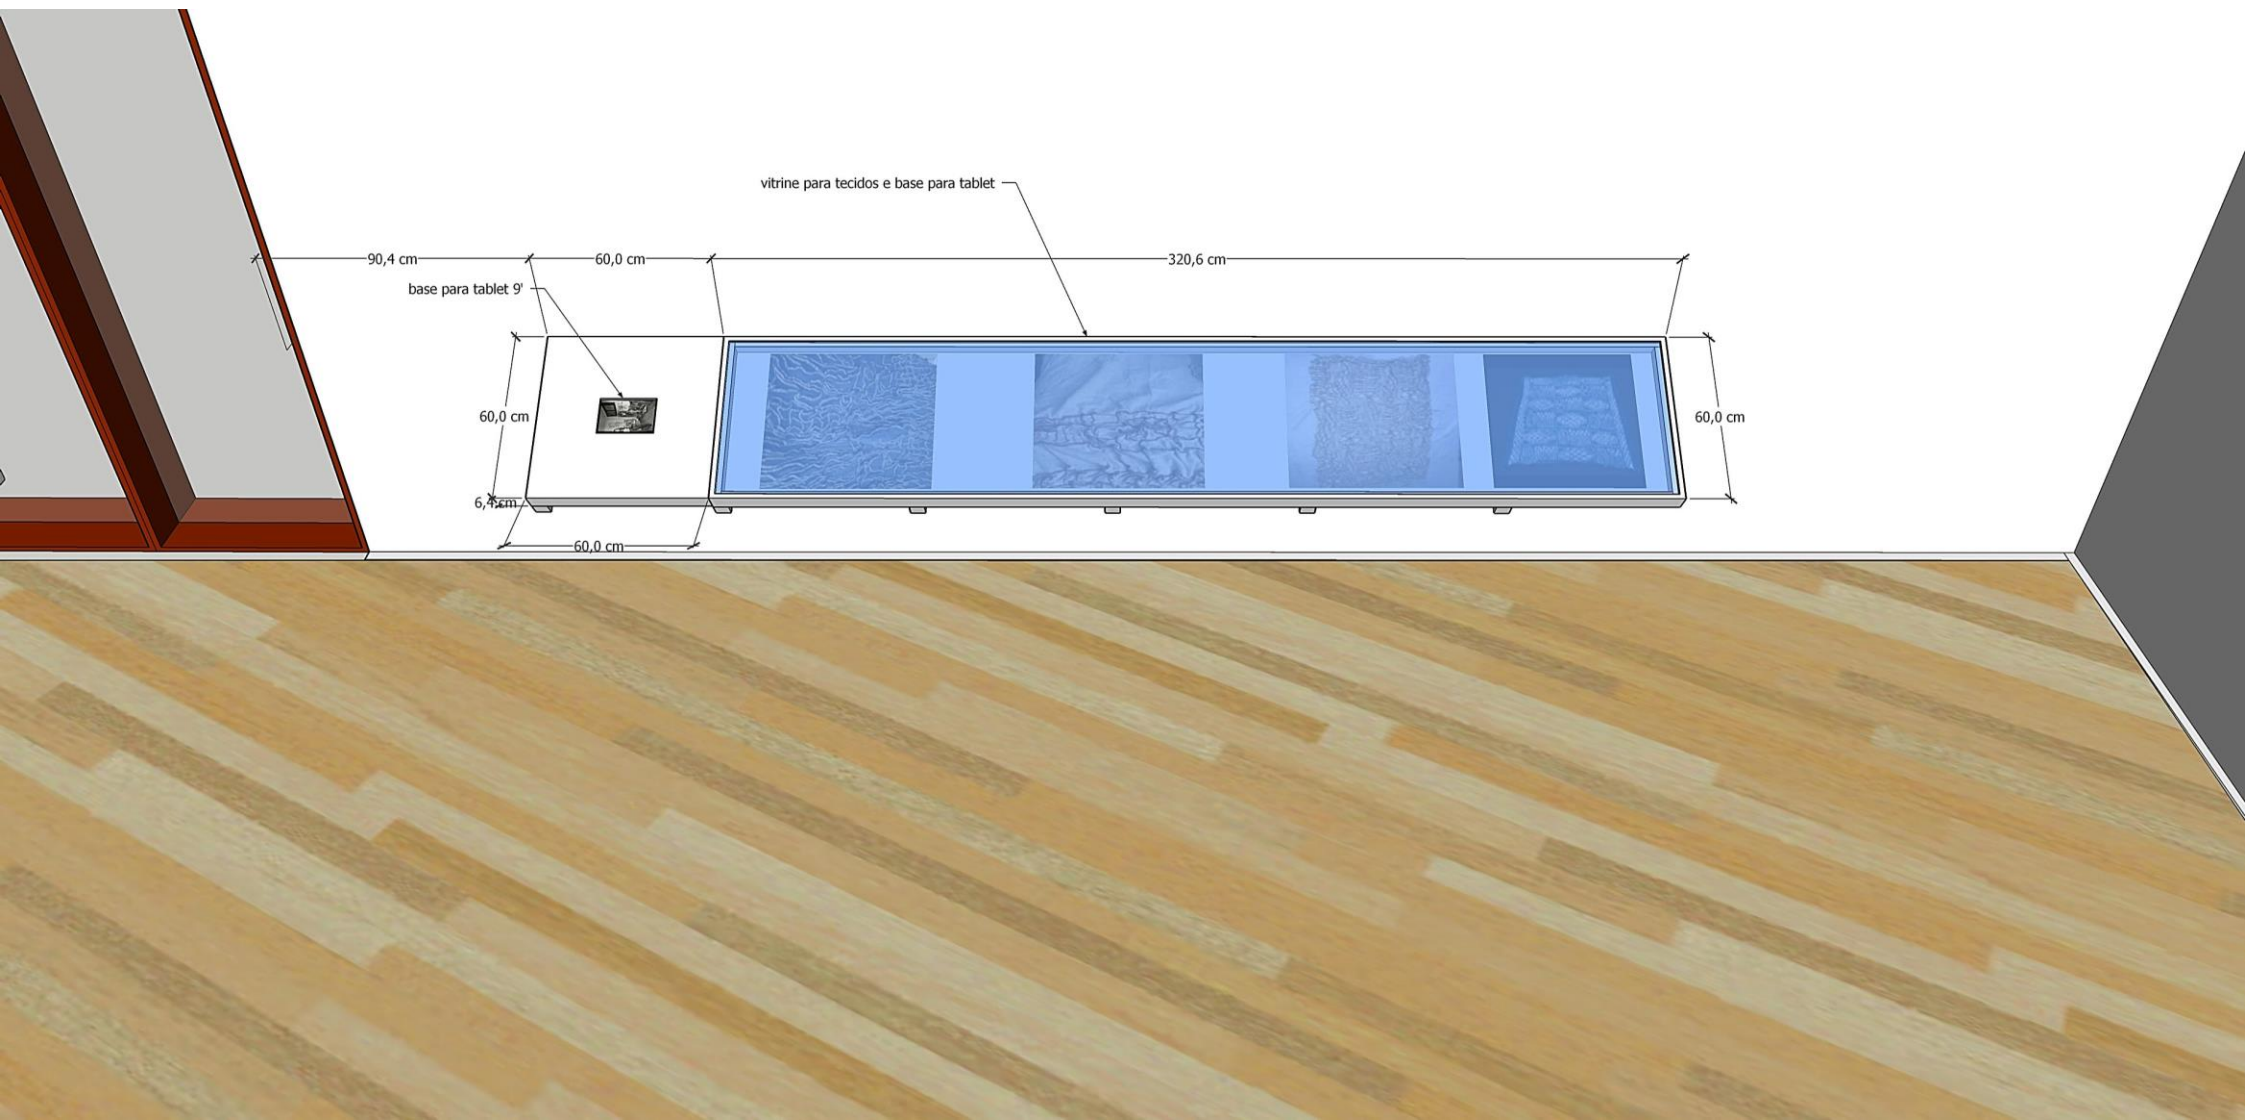 vitrine para tecidos e base para tablet
90,4 cm
60,0 cm
320,6 cm
base para tablet 9'
60,0 cm
60,0 cm
6,4 cm
60,0 cm